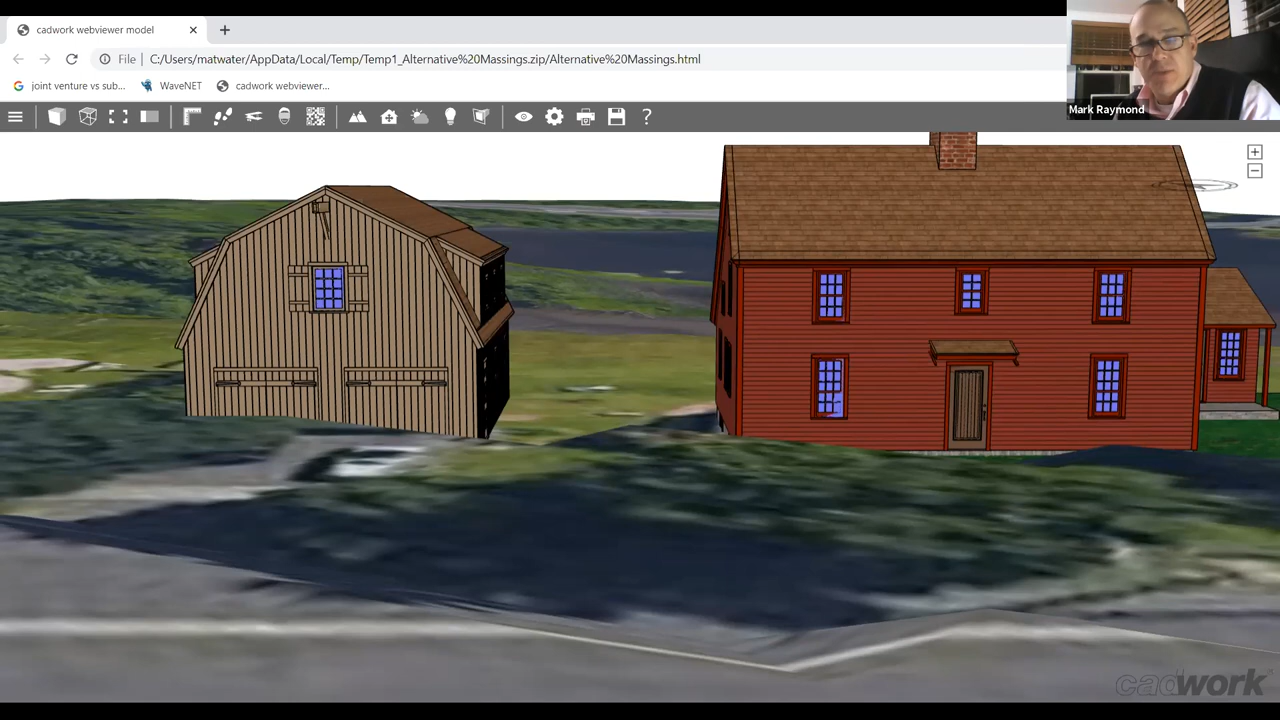 cadwork webviewer model
File
C:/Users/matwater/AppData/Local/Temp/Temp1_Alternative%20Massings.zip/Alternative%20Massings.html
joint venture vs sub...
WaveNET
cadwork webviewer...
Mark Raymond
cadwork